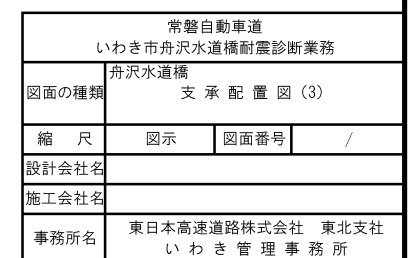 常磐自動車道
いわき市舟沢水道橋耐震診断業務
図面の種類
舟沢水道橋
支 承 配 置 図 (3)
縮 尺 図示 図面番号 /
設計会社名
施工会社名
事務所名
東日本高速道路株式会社 東北支社
い わ き 管 理 事 務 所